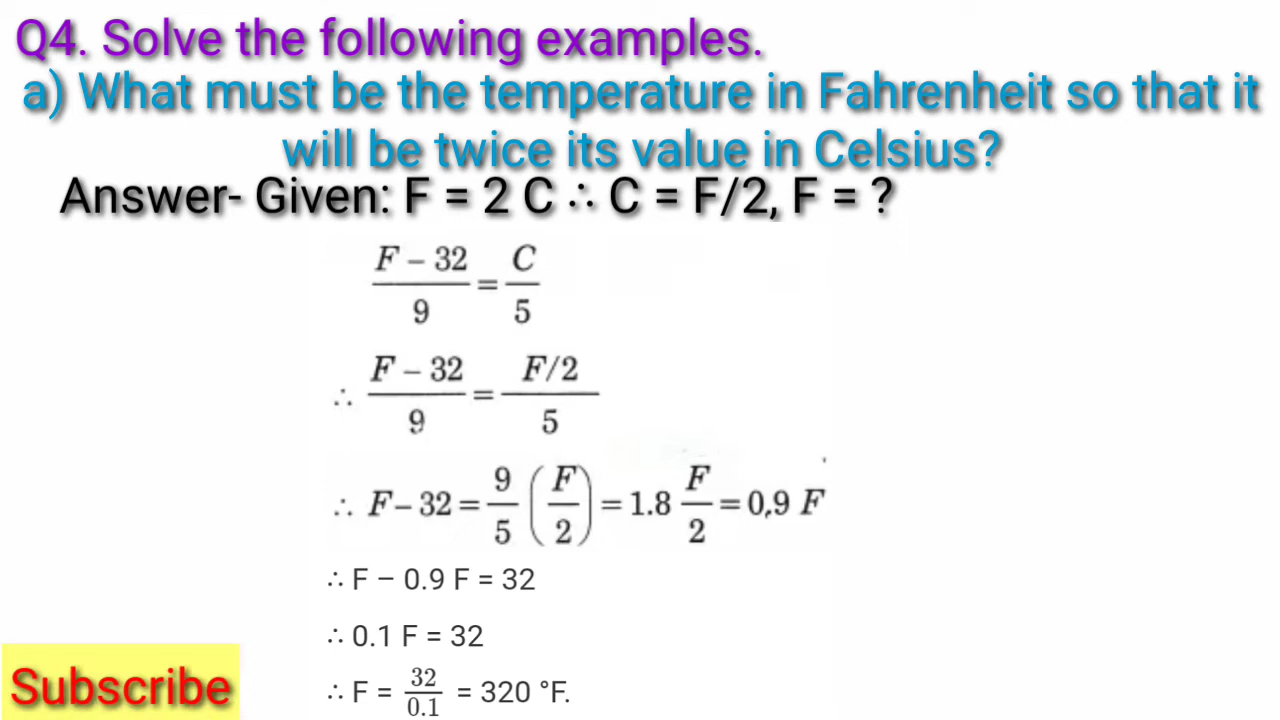 Q4. Solve the following examples.
a) What must be the temperature in Fahrenheit so that it
will be twice its value in Celsius?
Answer- Given: F = 2 C ∴ C = F/2, F = ?
(F – 32)/9 = C/5
∴ (F – 32)/9 = (F/2)/5
∴ F – 32 = 9/5 (F/2) = 1.8 F/2 = 0.9 F
∴ F – 0.9 F = 32
∴ 0.1 F = 32
∴ F = 32/0.1 = 320 °F.
Subscribe